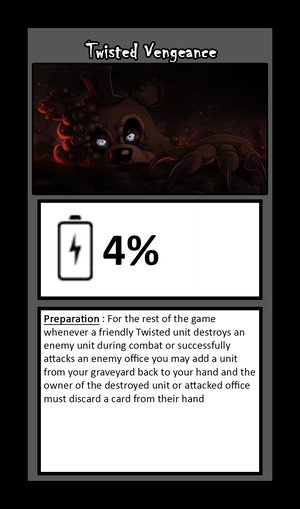 Twisted Vengeance
4%
Preparation : For the rest of the game
whenever a friendly Twisted unit destroys an
enemy unit during combat or successfully
attacks an enemy office you may add a unit
from your graveyard back to your hand and the
owner of the destroyed unit or attacked office
must discard a card from their hand